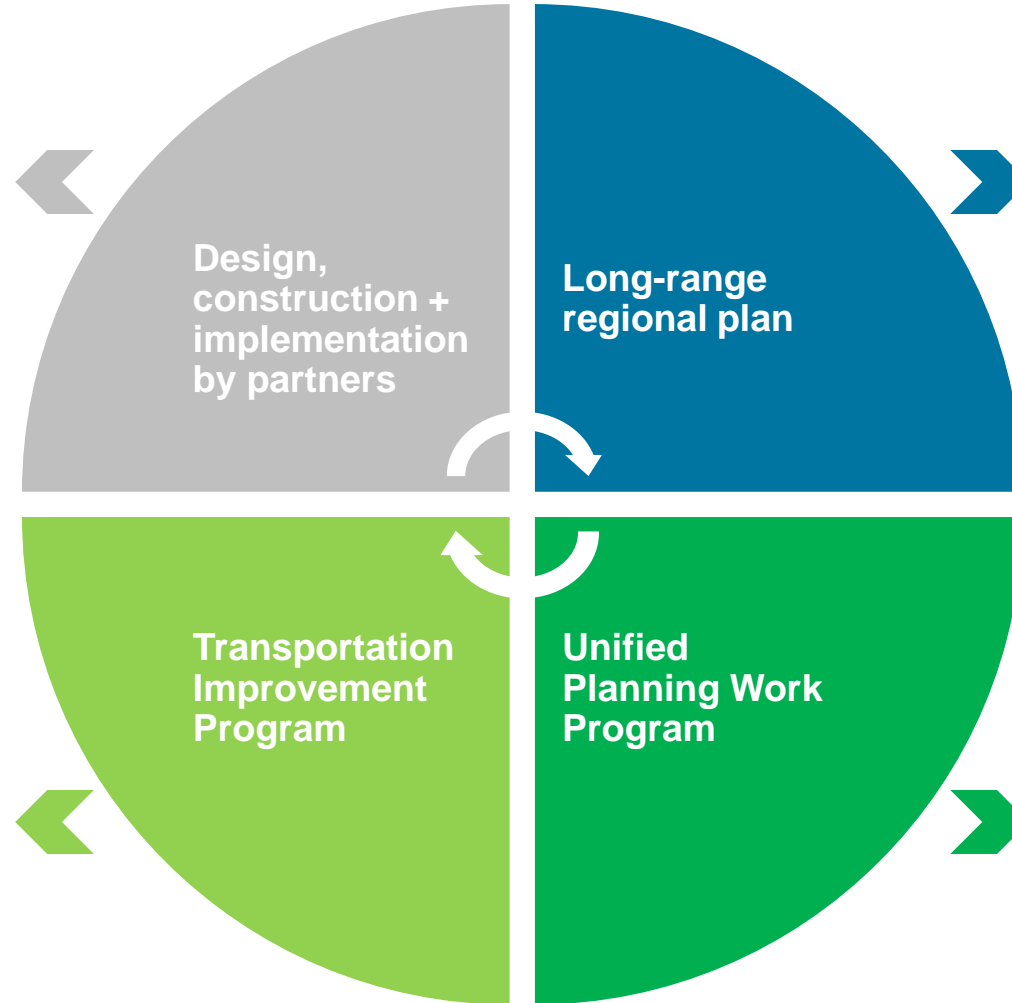 Design,
construction +
implementation
by partners
Long-range
regional plan
Transportation
Improvement
Program
Unified
Planning Work
Program